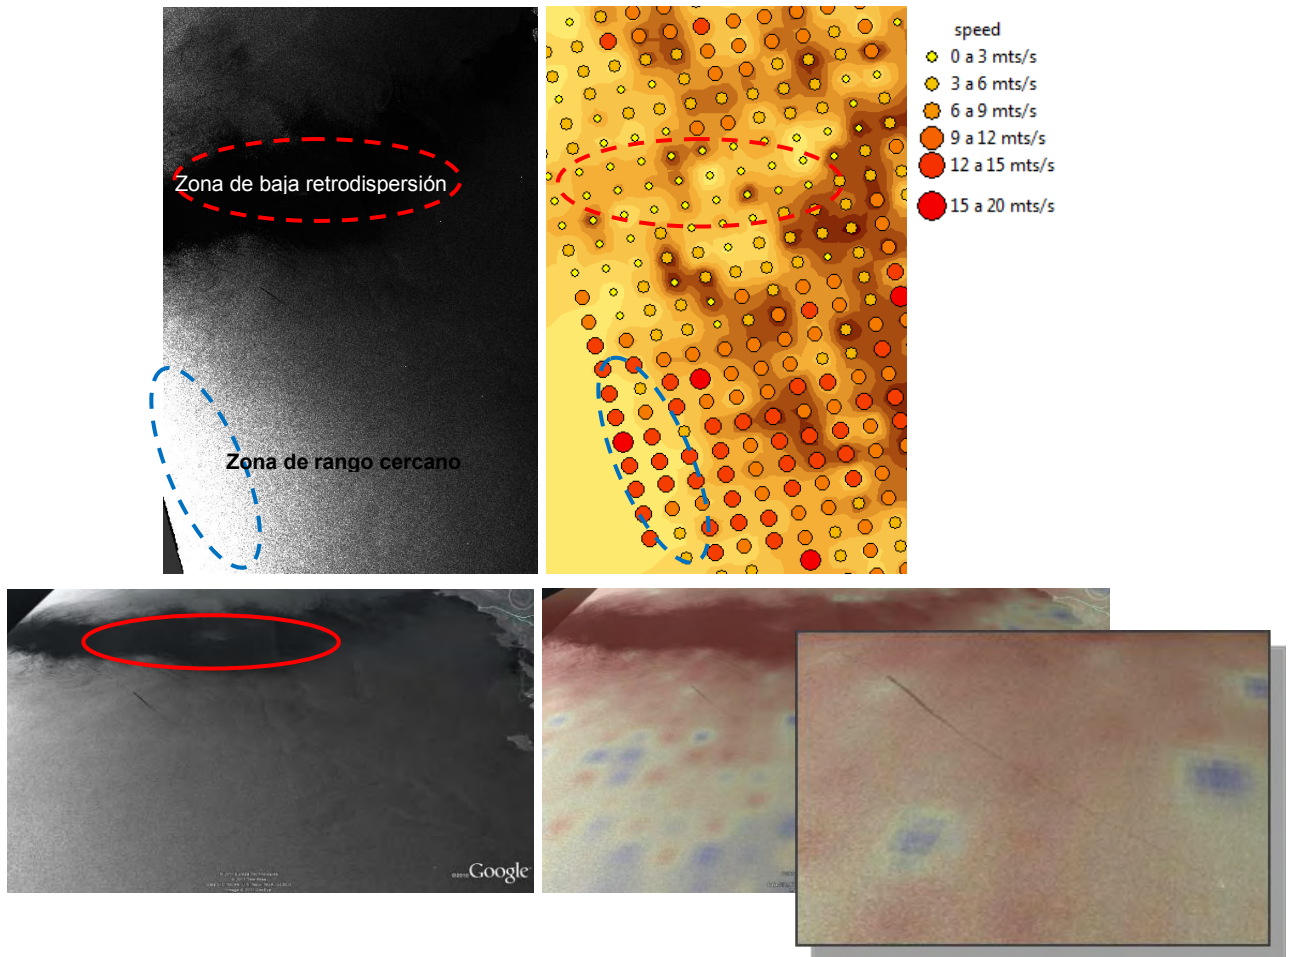 Zona de baja retrodispersión
Zona de rango cercano
speed
0 a 3 mts/s
3 a 6 mts/s
6 a 9 mts/s
9 a 12 mts/s
12 a 15 mts/s
15 a 20 mts/s
©2010 Google